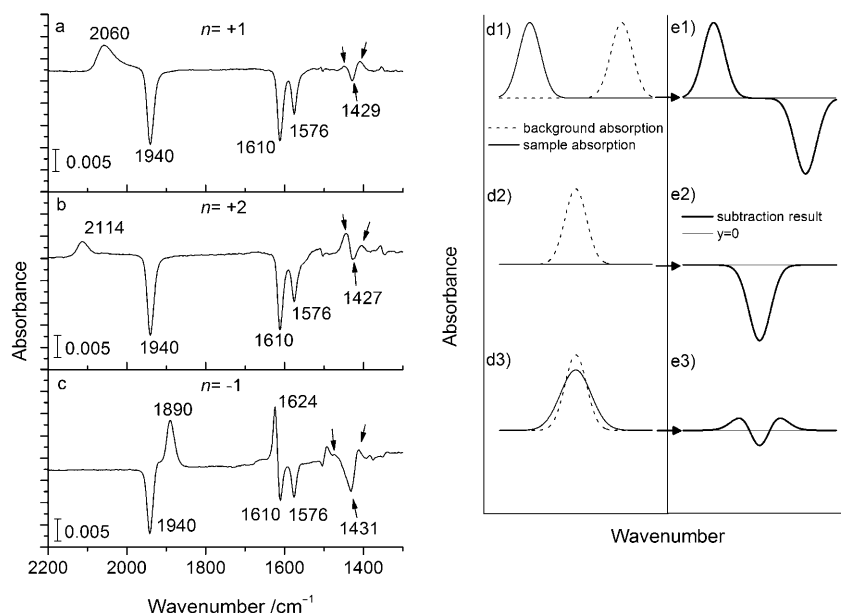 a
n= +1
2060
1940
1610
1576
1429
0.005
b
n= +2
2114
1940
1610
1576
1427
0.005
c
n= -1
1890
1624
1940
1610
1576
1431
0.005
Absorbance
2200
2000
1800
1600
1400
Wavenumber /cm⁻¹
d1)
e1)
background absorption
sample absorption
d2)
e2)
subtraction result
y=0
d3)
e3)
Absorbance
Wavenumber